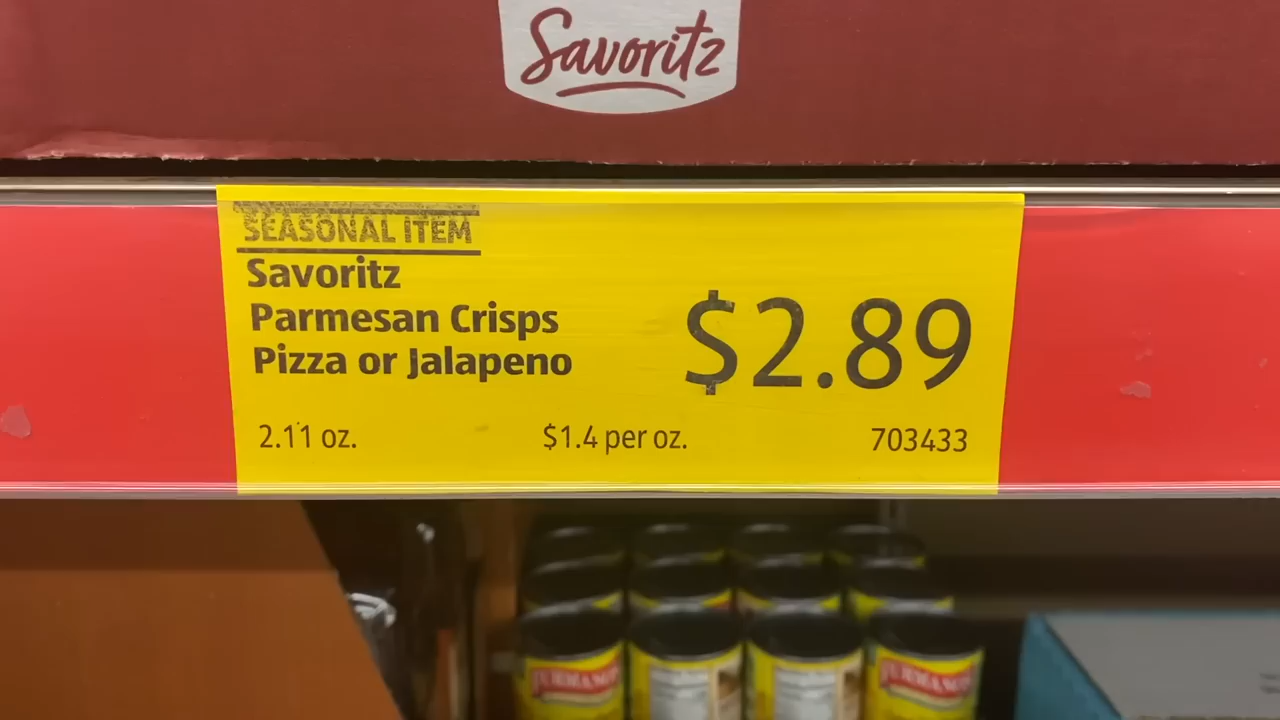 Savoritz
SEASONAL ITEM
Savoritz
Parmesan Crisps
Pizza or Jalapeno
$2.89
2.11 oz.
$1.4 per oz.
703433